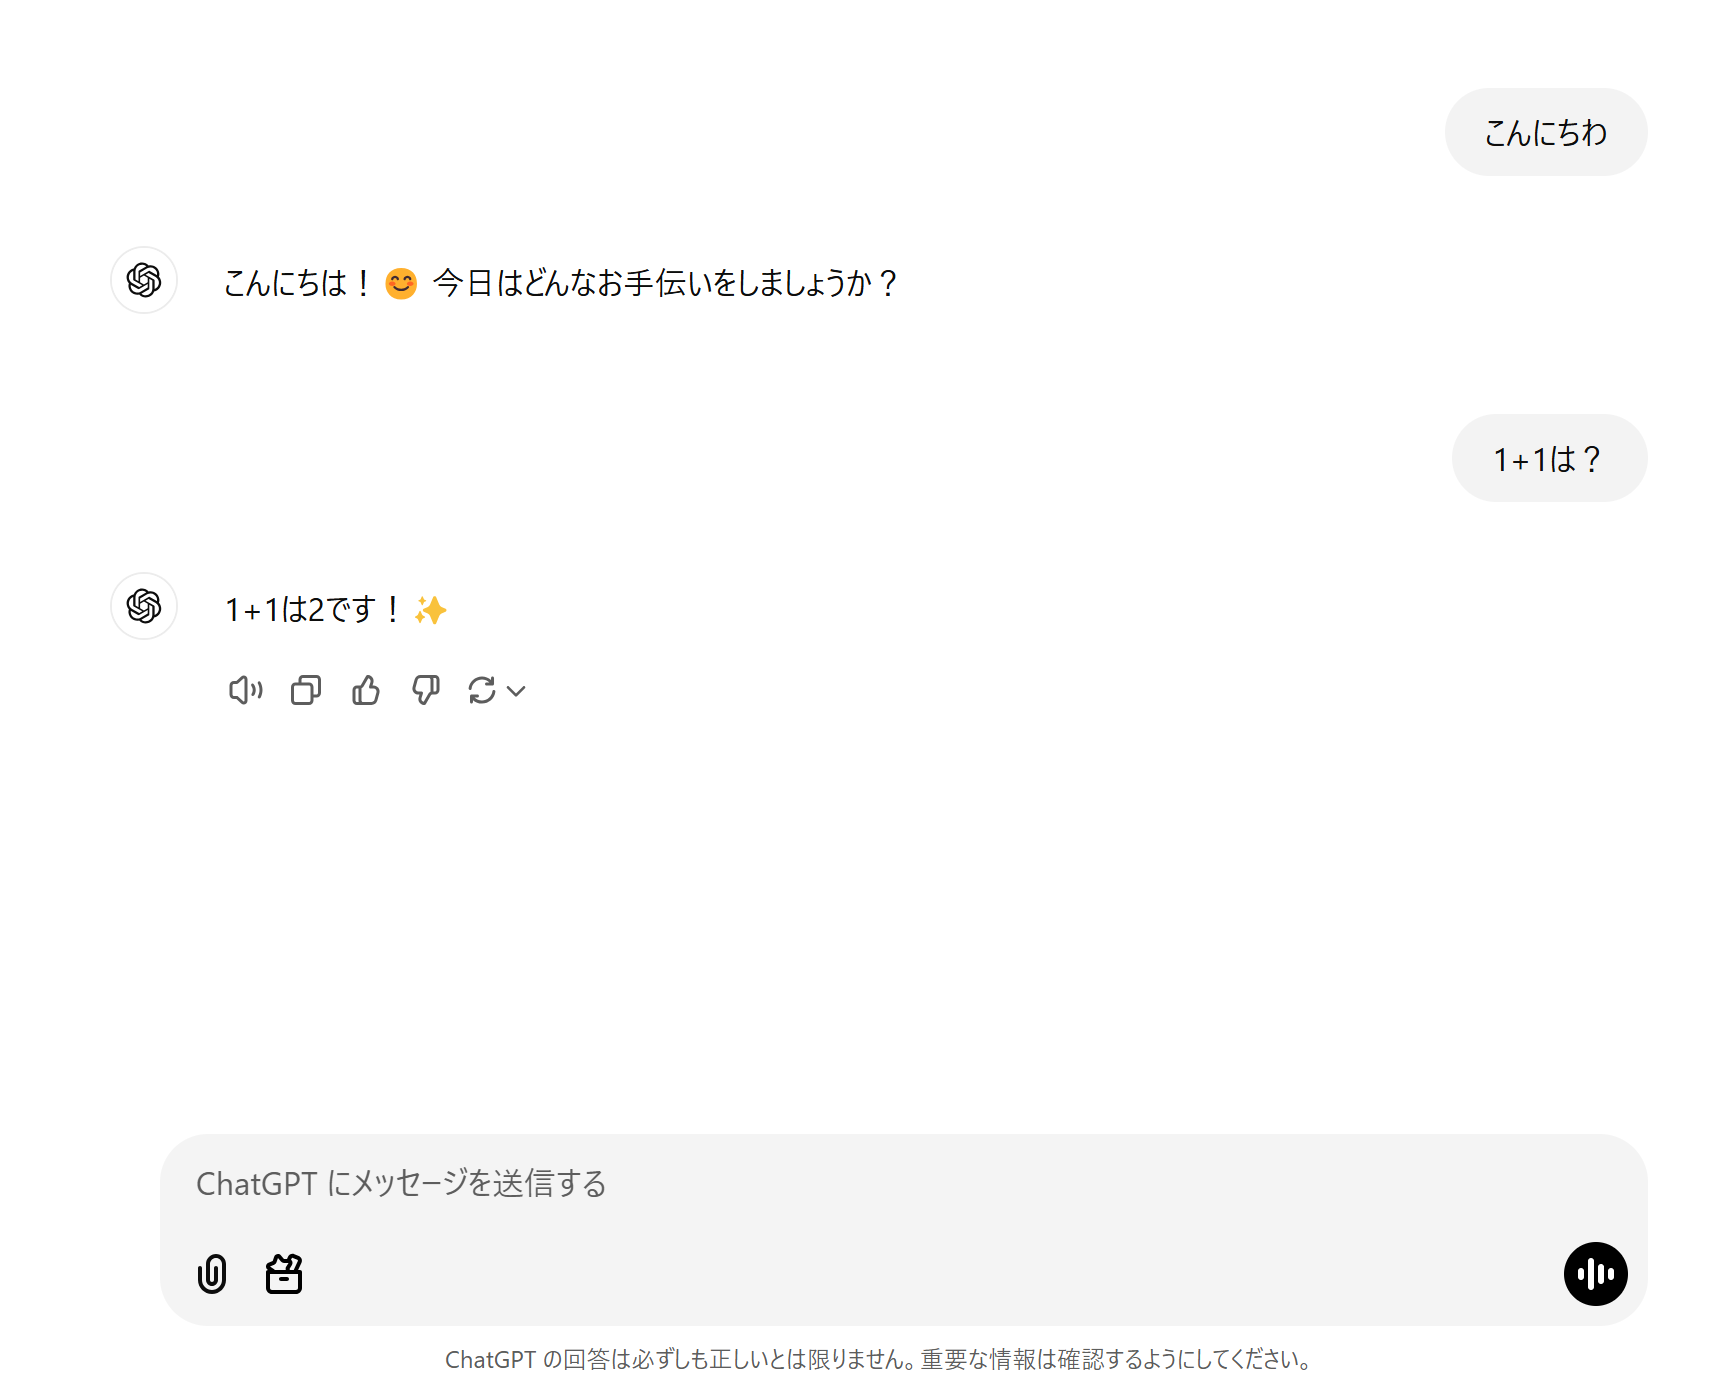 こんにちわ
こんにちは！😊 今日はどんなお手伝いをしましょうか？
1+1は？
1+1は2です！✨
ChatGPT にメッセージを送信する
ChatGPT の回答は必ずしも正しいとは限りません。重要な情報は確認するようにしてください。